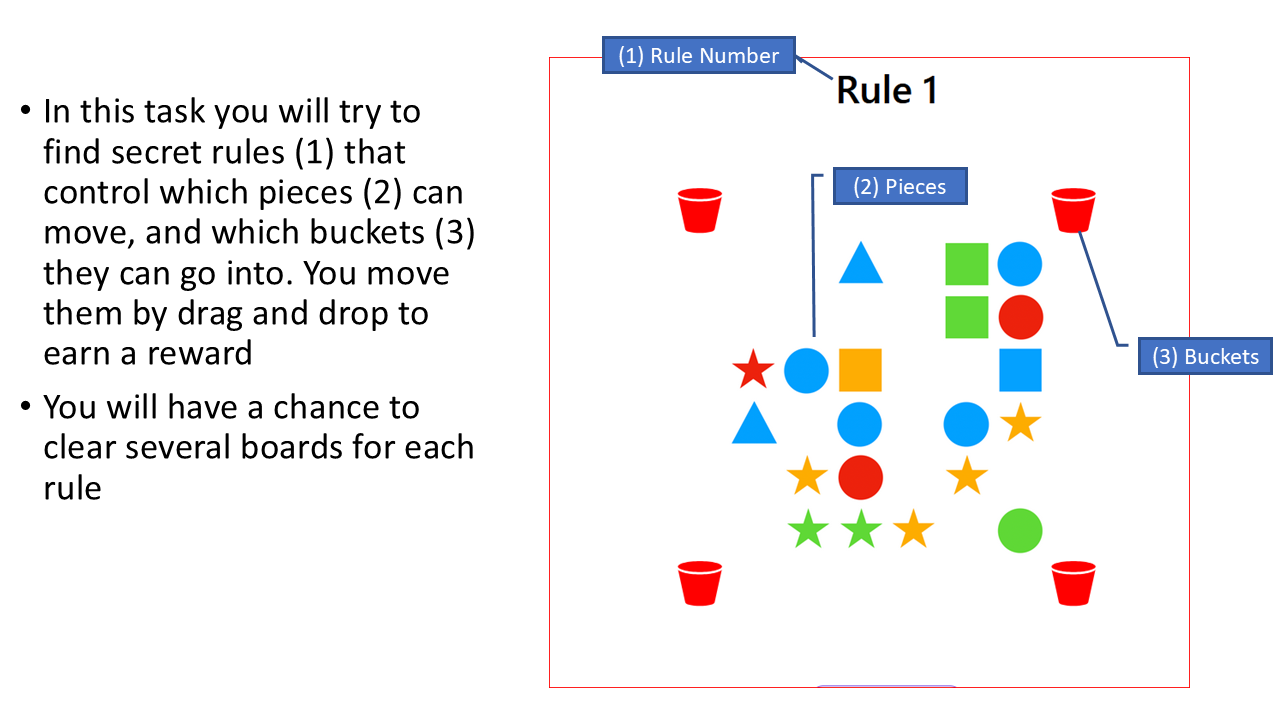 • In this task you will try to
find secret rules (1) that
control which pieces (2) can
move, and which buckets (3)
they can go into. You move
them by drag and drop to
earn a reward
• You will have a chance to
clear several boards for each
rule
(1) Rule Number
Rule 1
(2) Pieces
(3) Buckets